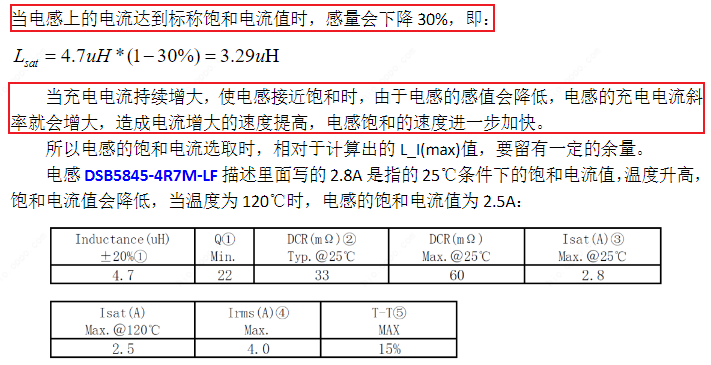 当电感上的电流达到标称饱和电流值时，感量会下降 30%，即：
L_sat = 4.7uH * (1－30%) = 3.29uH
当充电电流持续增大，使电感接近饱和时，由于电感的感值会降低，电感的充电电流斜
率就会增大，造成电流增大的速度提高，电感饱和的速度进一步加快。
所以电感的饱和电流选取时，相对于计算出的 L_I(max)值，要留有一定的余量。
电感 DSB5845-4R7M-LF 描述里面写的 2.8A 是指的 25℃条件下的饱和电流值，温度升高，
饱和电流值会降低，当温度为 120℃时，电感的饱和电流值为 2.5A：
Inductance(uH) Q① DCR(mΩ)② DCR(mΩ) Isat(A)③
±20%① Min. Typ.@25℃ Max.@25℃ Max.@25℃
4.7 22 33 60 2.8
Isat(A) Irms(A)④ T-T⑤
Max.@120℃ Max. MAX
2.5 4.0 15%